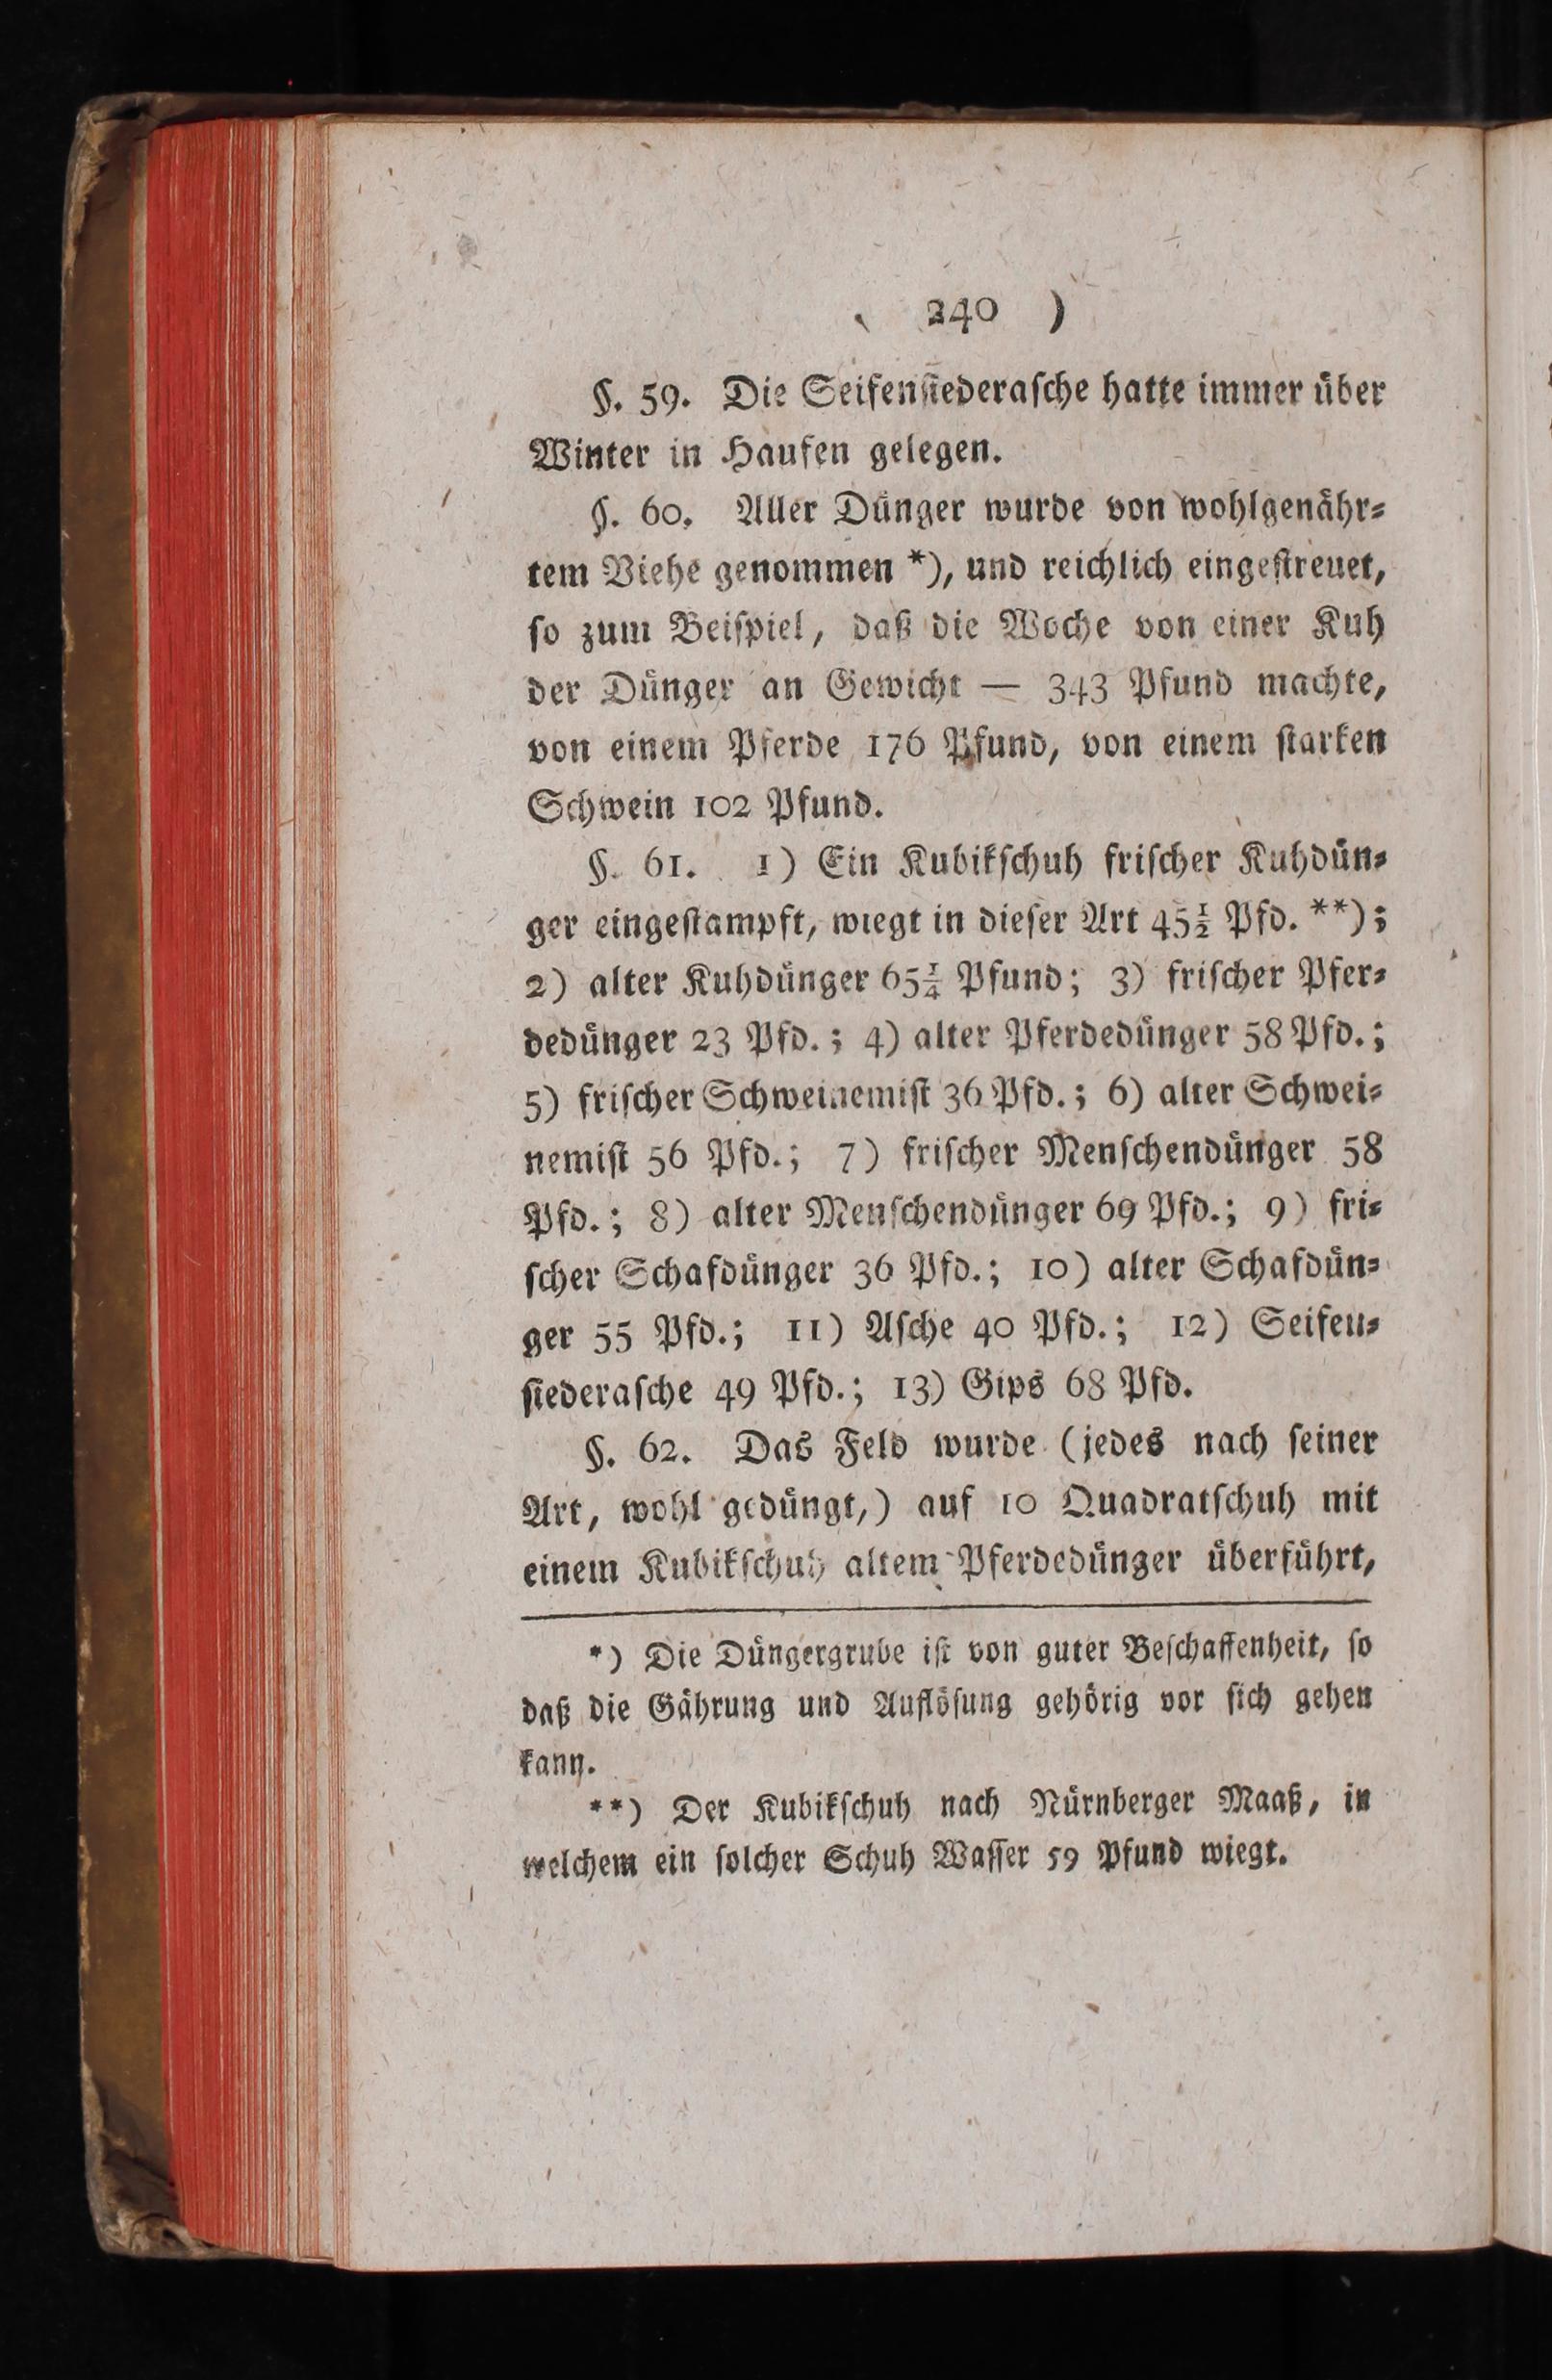 ( 240 )
§. 59. Die Seifenſiederaſche hatte immer über
Winter in Haufen gelegen.
§. 60. Aller Dünger wurde von wohlgenähr⸗
tem Viehe genommen *), und reichlich eingeſtreuet,
ſo zum Beiſpiel, daß die Woche von einer Kuh
der Dünger an Gewicht — 343 Pfund machte,
von einem Pferde 176 Pfund, von einem ſtarken
Schwein 102 Pfund.
§. 61. 1) Ein Kubikſchuh friſcher Kuhdün⸗
ger eingeſtampft, wiegt in dieſer Art 45½ Pfd. **);
2) alter Kuhdünger 65¼ Pfund; 3) friſcher Pfer⸗
dedünger 23 Pfd.; 4) alter Pferdedünger 58 Pfd.;
5) friſcher Schweinemiſt 36 Pfd.; 6) alter Schwei⸗
nemiſt 56 Pfd.; 7) friſcher Menſchendünger 58
Pfd.; 8) alter Menſchendünger 69 Pfd.; 9) fri⸗
ſcher Schafdünger 36 Pfd.; 10) alter Schafdün⸗
ger 55 Pfd.; 11) Aſche 40 Pfd.; 12) Seifen⸗
ſiederaſche 49 Pfd.; 13) Gips 68 Pfd.
§. 62. Das Feld wurde (jedes nach ſeiner
Art, wohl gedüngt,) auf 10 Quadratſchuh mit
einem Kubikſchuh altem Pferdedünger überführt,
*) Die Düngergrube iſt von guter Beſchaffenheit, ſo
daß die Gährung und Auflöſung gehörig vor ſich gehen
kann.
**) Der Kubikſchuh nach Nürnberger Maaß, in
welchem ein ſolcher Schuh Waſſer 59 Pfund wiegt.